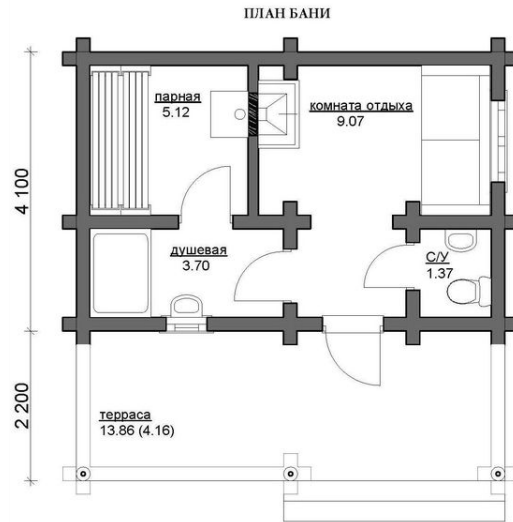 ПЛАН БАНИ
парная
5.12
комната отдыха
9.07
4 100
душевая
3.70
С/У
1.37
2 200
терраса
13.86 (4.16)